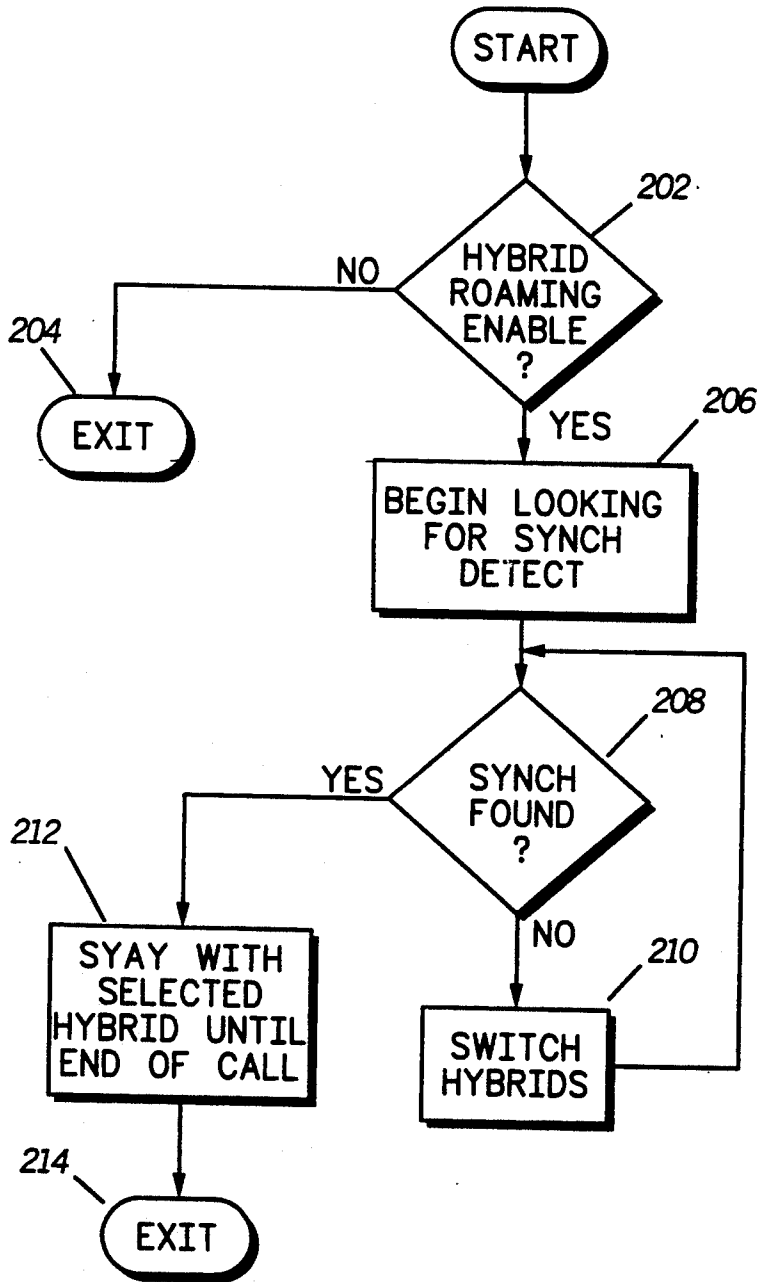 START
202
HYBRID
ROAMING
ENABLE
?
NO
204
EXIT
YES
206
BEGIN LOOKING
FOR SYNCH
DETECT
208
SYNCH
FOUND
?
YES
212
SYAY WITH
SELECTED
HYBRID UNTIL
END OF CALL
NO
210
SWITCH
HYBRIDS
214
EXIT